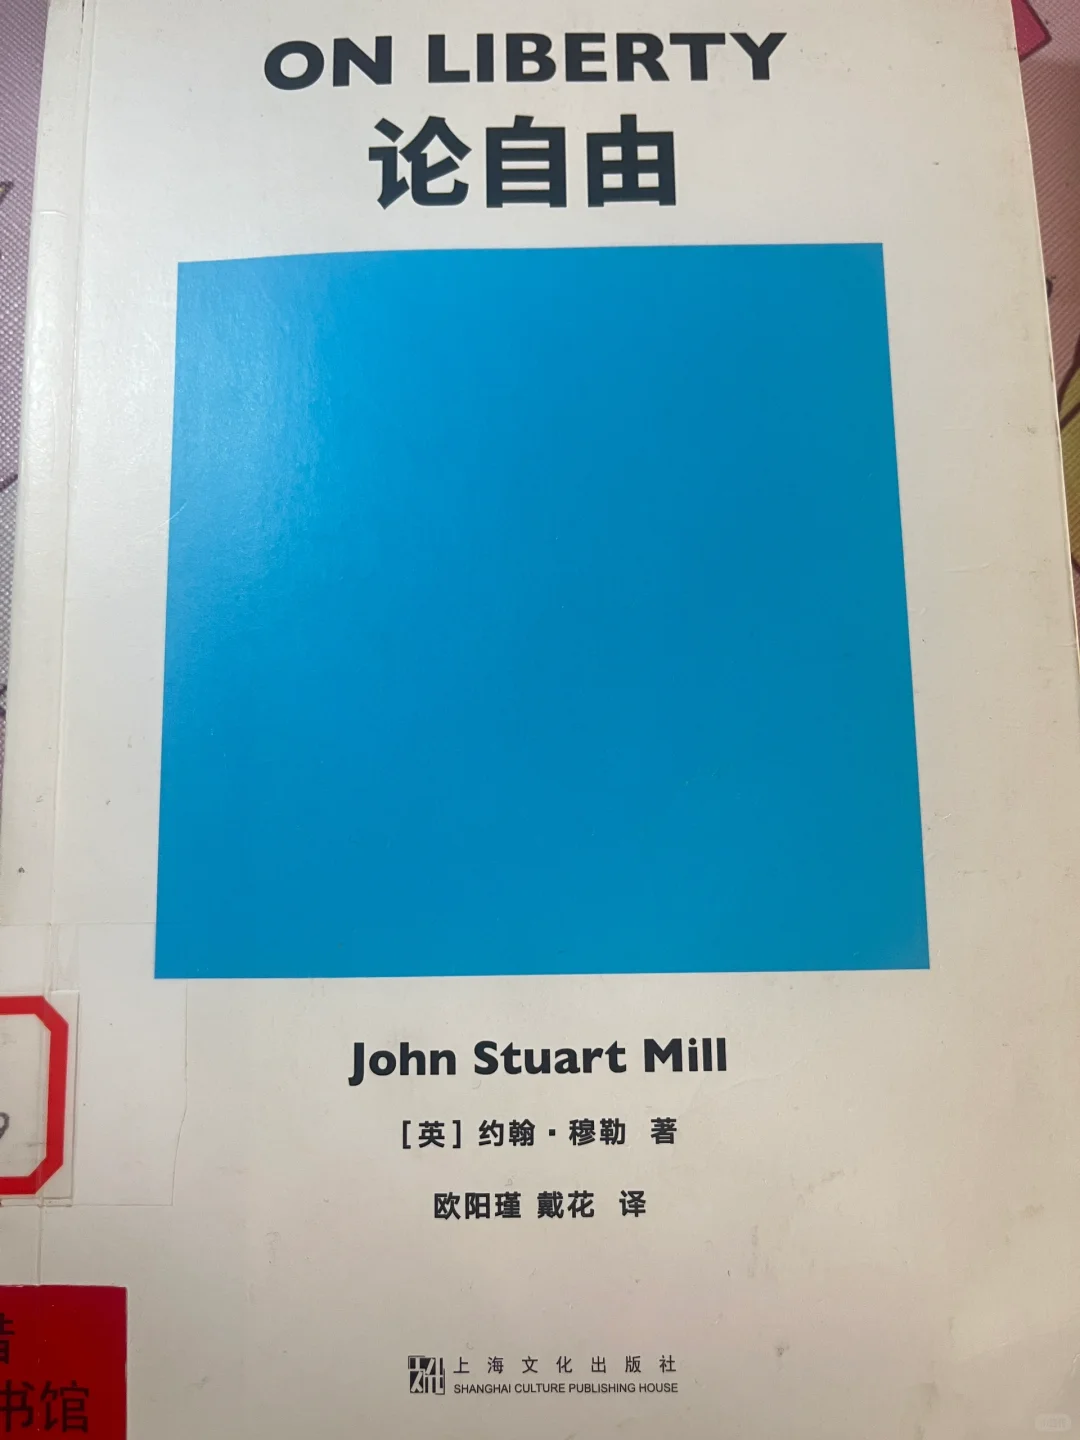 ON LIBERTY
论自由
John Stuart Mill
[英] 约翰·穆勒 著
欧阳瑾 戴花 译
上海文化出版社
SHANGHAI CULTURE PUBLISHING HOUSE
9
书馆